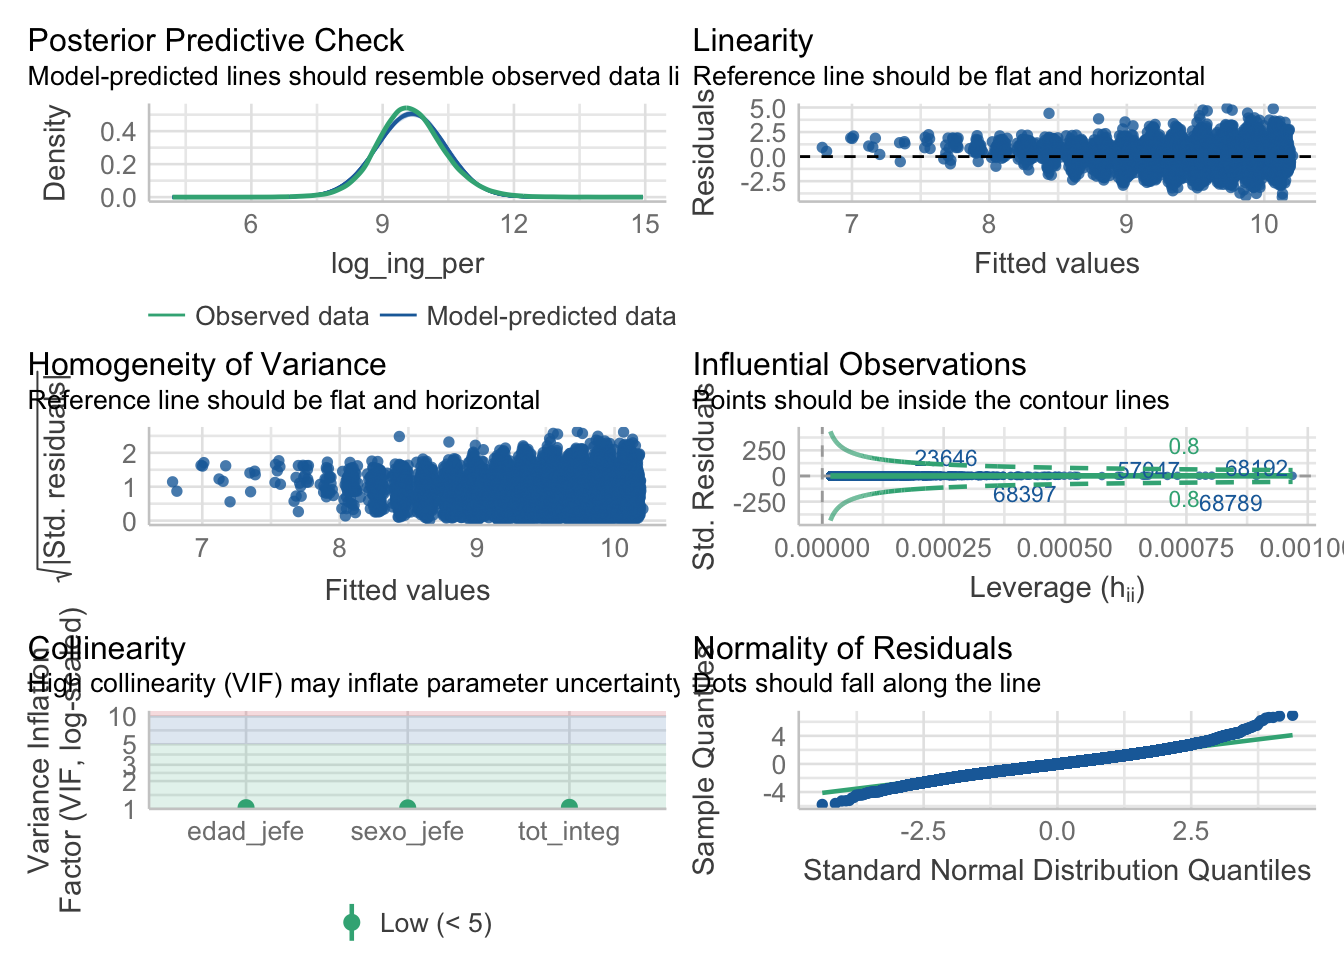 Posterior Predictive Check
Model-predicted lines should resemble observed data li
Density
0.4
0.2
0.0
6 9 12 15
log_ing_per
Observed data Model-predicted data
Linearity
Reference line should be flat and horizontal
Residuals
5.0
2.5
0.0
-2.5
7 8 9 10
Fitted values
Homogeneity of Variance
Reference line should be flat and horizontal
√|Std. residuals|
2
1
0
7 8 9 10
Fitted values
Influential Observations
Points should be inside the contour lines
Std. Residuals
250
0
-250
0.8
23646
57047
68192
68397
0.8
68789
0.00000 0.00025 0.00050 0.00075 0.00100
Leverage (hii)
Collinearity
High collinearity (VIF) may inflate parameter uncertainty
Variance Inflation
Factor (VIF, log-scaled)
10
5
3
2
1
edad_jefe sexo_jefe tot_integ
Low (< 5)
Normality of Residuals
Dots should fall along the line
Sample Quantiles
4
0
-4
-2.5 0.0 2.5
Standard Normal Distribution Quantiles